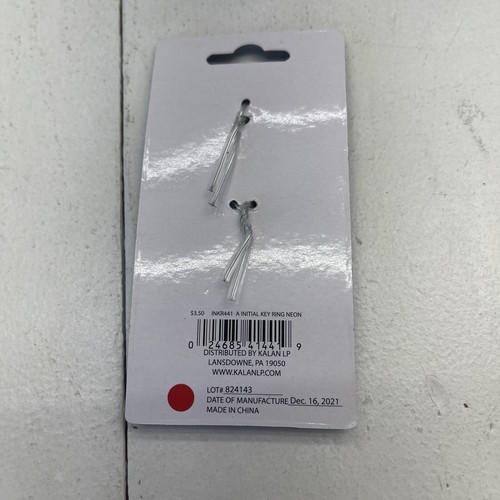 $3.50 INKR441 A INITIAL KEY RING NEON
0 24685 41441 9
DISTRIBUTED BY KALAN LP
LANSDOWNE, PA 19050
WWW.KALANLP.COM
LOT# 824143
DATE OF MANUFACTURE Dec. 16, 2021
MADE IN CHINA